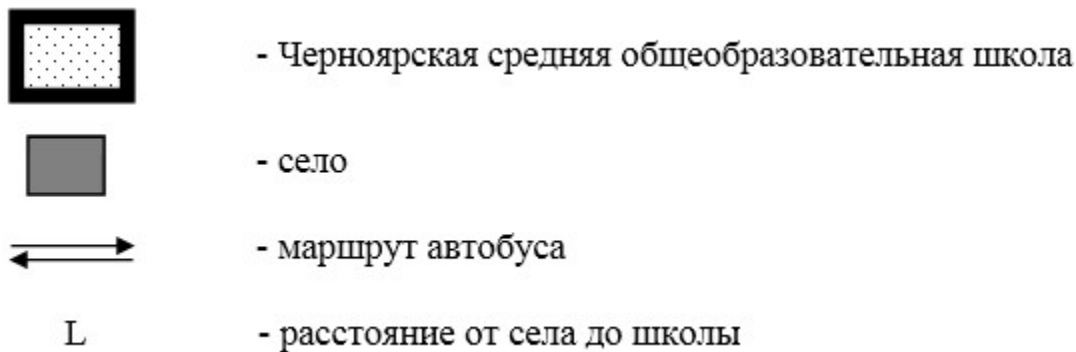 - Черноярская средняя общеобразовательная школа
- село
- маршрут автобуса
L - расстояние от села до школы